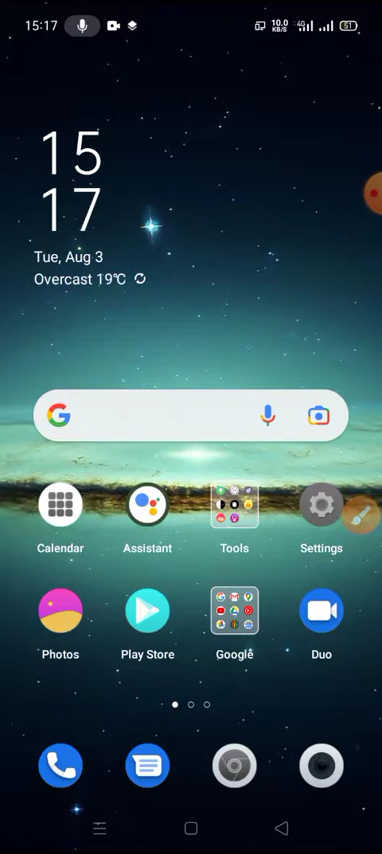 15:17
10.0
KB/S
4G
51
15
17
Tue, Aug 3
Overcast 19℃
Calendar
Assistant
Tools
Settings
Photos
Play Store
Google
Duo